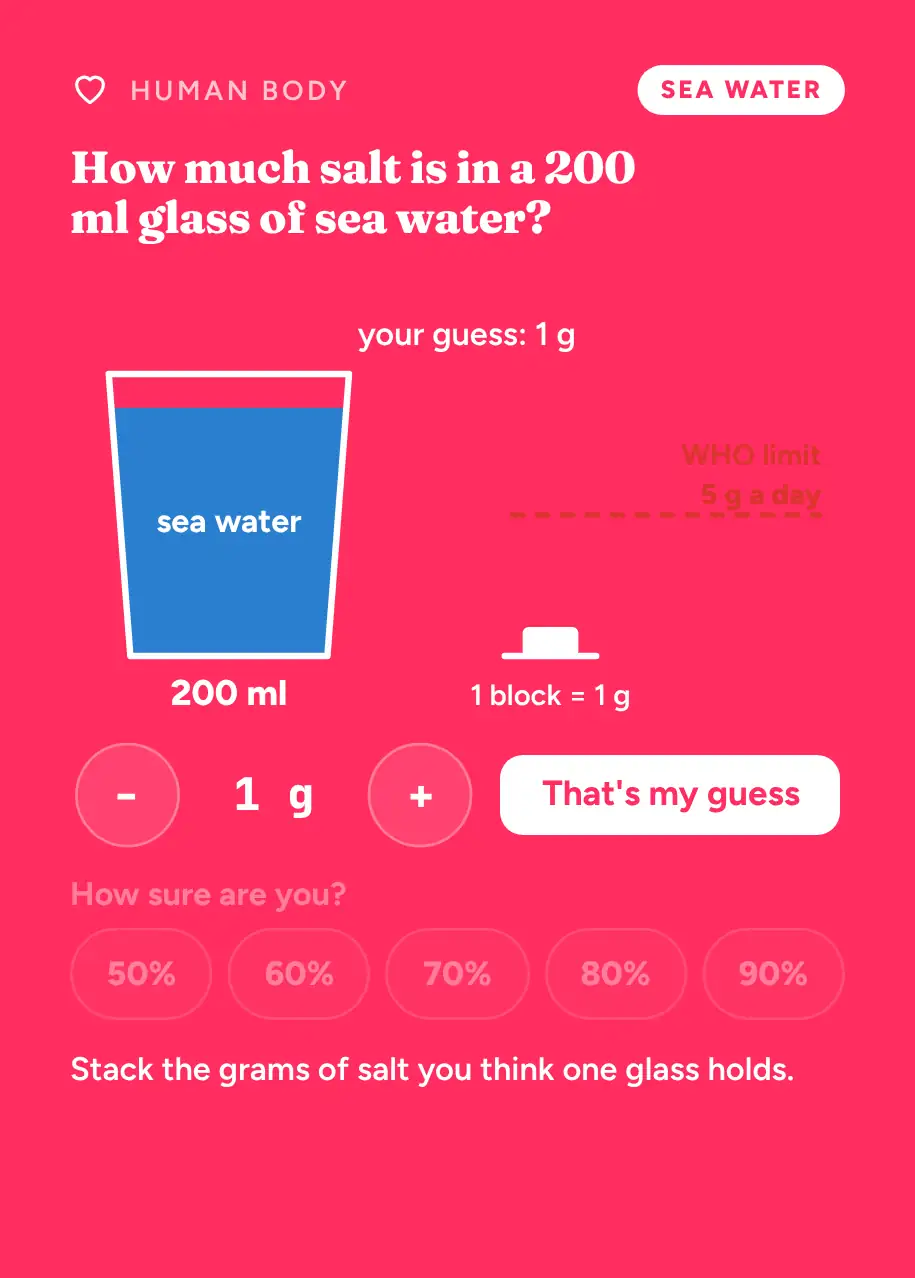 HUMAN BODY
SEA WATER
How much salt is in a 200
ml glass of sea water?
your guess: 1 g
WHO limit
5 g a day
sea water
200 ml
1 block = 1 g
-
1 g
+
That's my guess
How sure are you?
50%
60%
70%
80%
90%
Stack the grams of salt you think one glass holds.